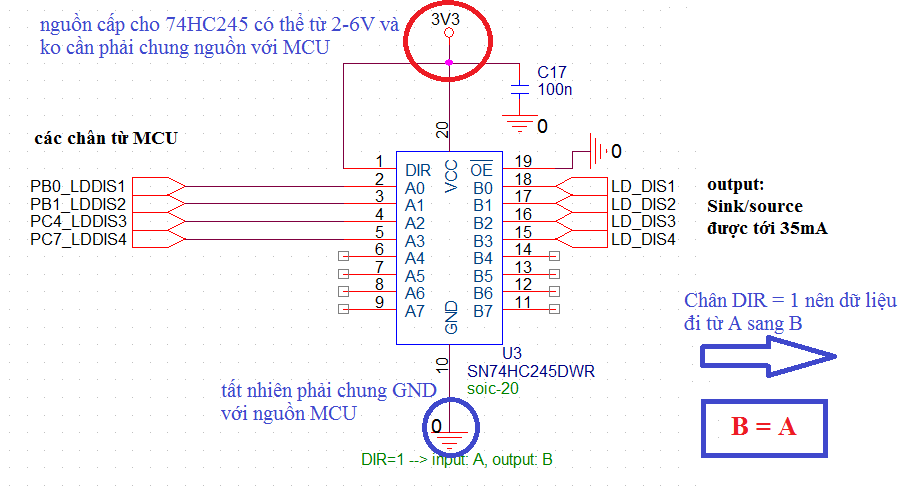 nguồn cấp cho 74HC245 có thể từ 2-6V và
ko cần phải chung nguồn với MCU
3V3
C17
100n
0
20
các chân từ MCU
1
DIR
VCC
OE
19
0
PB0_LDDIS1
2
A0
B0
18
LD_DIS1
PB1_LDDIS2
3
A1
B1
17
LD_DIS2
PC4_LDDIS3
4
A2
B2
16
LD_DIS3
PC7_LDDIS4
5
A3
B3
15
LD_DIS4
6
A4
B4
14
7
A5
B5
13
8
A6
B6
12
9
A7
B7
11
GND
output:
Sink/source
được tới 35mA
Chân DIR = 1 nên dữ liệu
đi từ A sang B
10
U3
SN74HC245DWR
soic-20
tất nhiên phải chung GND
với nguồn MCU
0
B = A
DIR=1 --> input: A, output: B